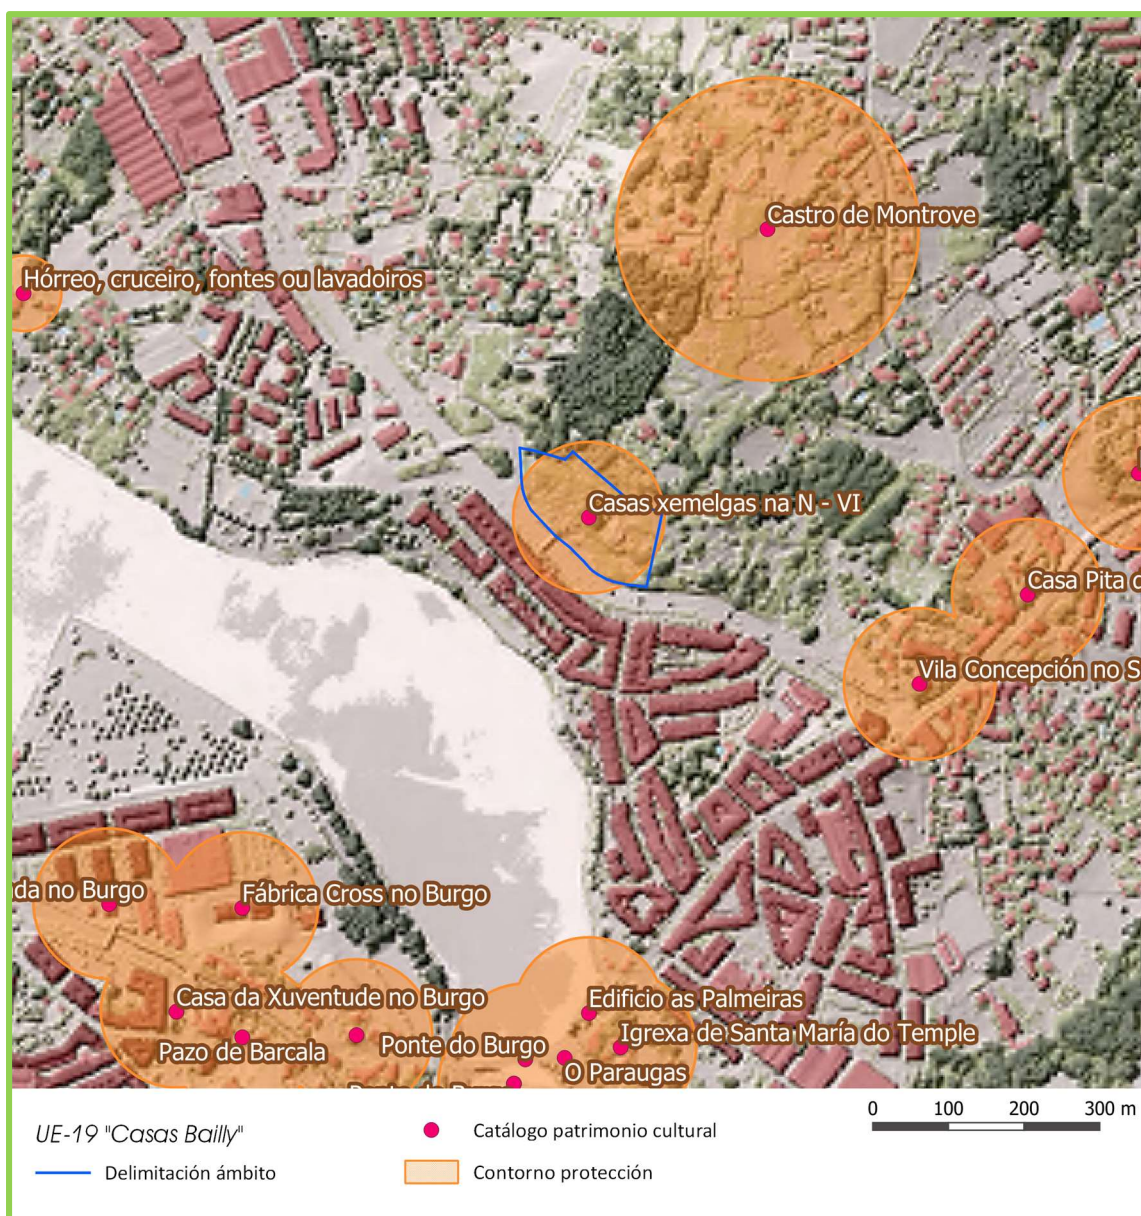 Castro de Montrove
Hórreo, cruceiro, fontes ou lavadoiros
Casas xemelgas na N - VI
Casa Pita
Vila Concepción no S
da no Burgo
Fábrica Cross no Burgo
Casa da Xuventude no Burgo
Edificio as Palmeiras
Igrexa de Santa María do Temple
Pazo de Barcala
Ponte do Burgo
O Paraugas
UE-19 "Casas Bailly"
Delimitación ámbito
Catálogo patrimonio cultural
Contorno protección
0 100 200 300 m